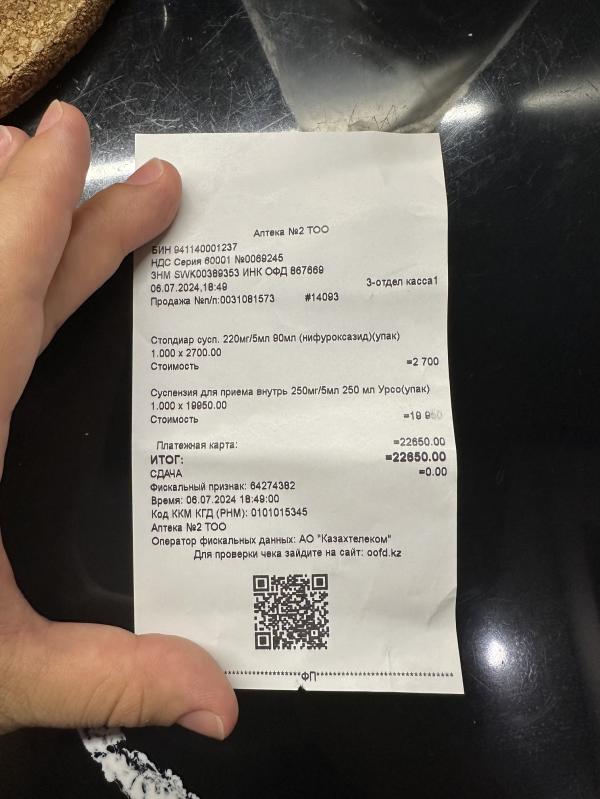 Аптека №2 ТОО
БИН 941140001237
НДС Серия 60001 №0069245
ЗНМ SWK00389353 ИНК ОФД 867669
06.07.2024,18:49 3-отдел касса1
Продажа №п/п:0031081573 #14093
Стопдиар сусп. 220мг/5мл 90мл (нифуроксазид)(упак)
1.000 x 2700.00
Стоимость =2 700
Суспензия для приема внутрь 250мг/5мл 250 мл Урсо(упак)
1.000 x 19950.00
Стоимость =19 950
Платежная карта: =22650.00
ИТОГ: =22650.00
СДАЧА =0.00
Фискальный признак: 64274382
Время: 06.07.2024 18:49:00
Код ККМ КГД (РНМ): 0101015345
Аптека №2 ТОО
Оператор фискальных данных: АО "Казахтелеком"
Для проверки чека зайдите на сайт: oofd.kz
********************ФП********************************